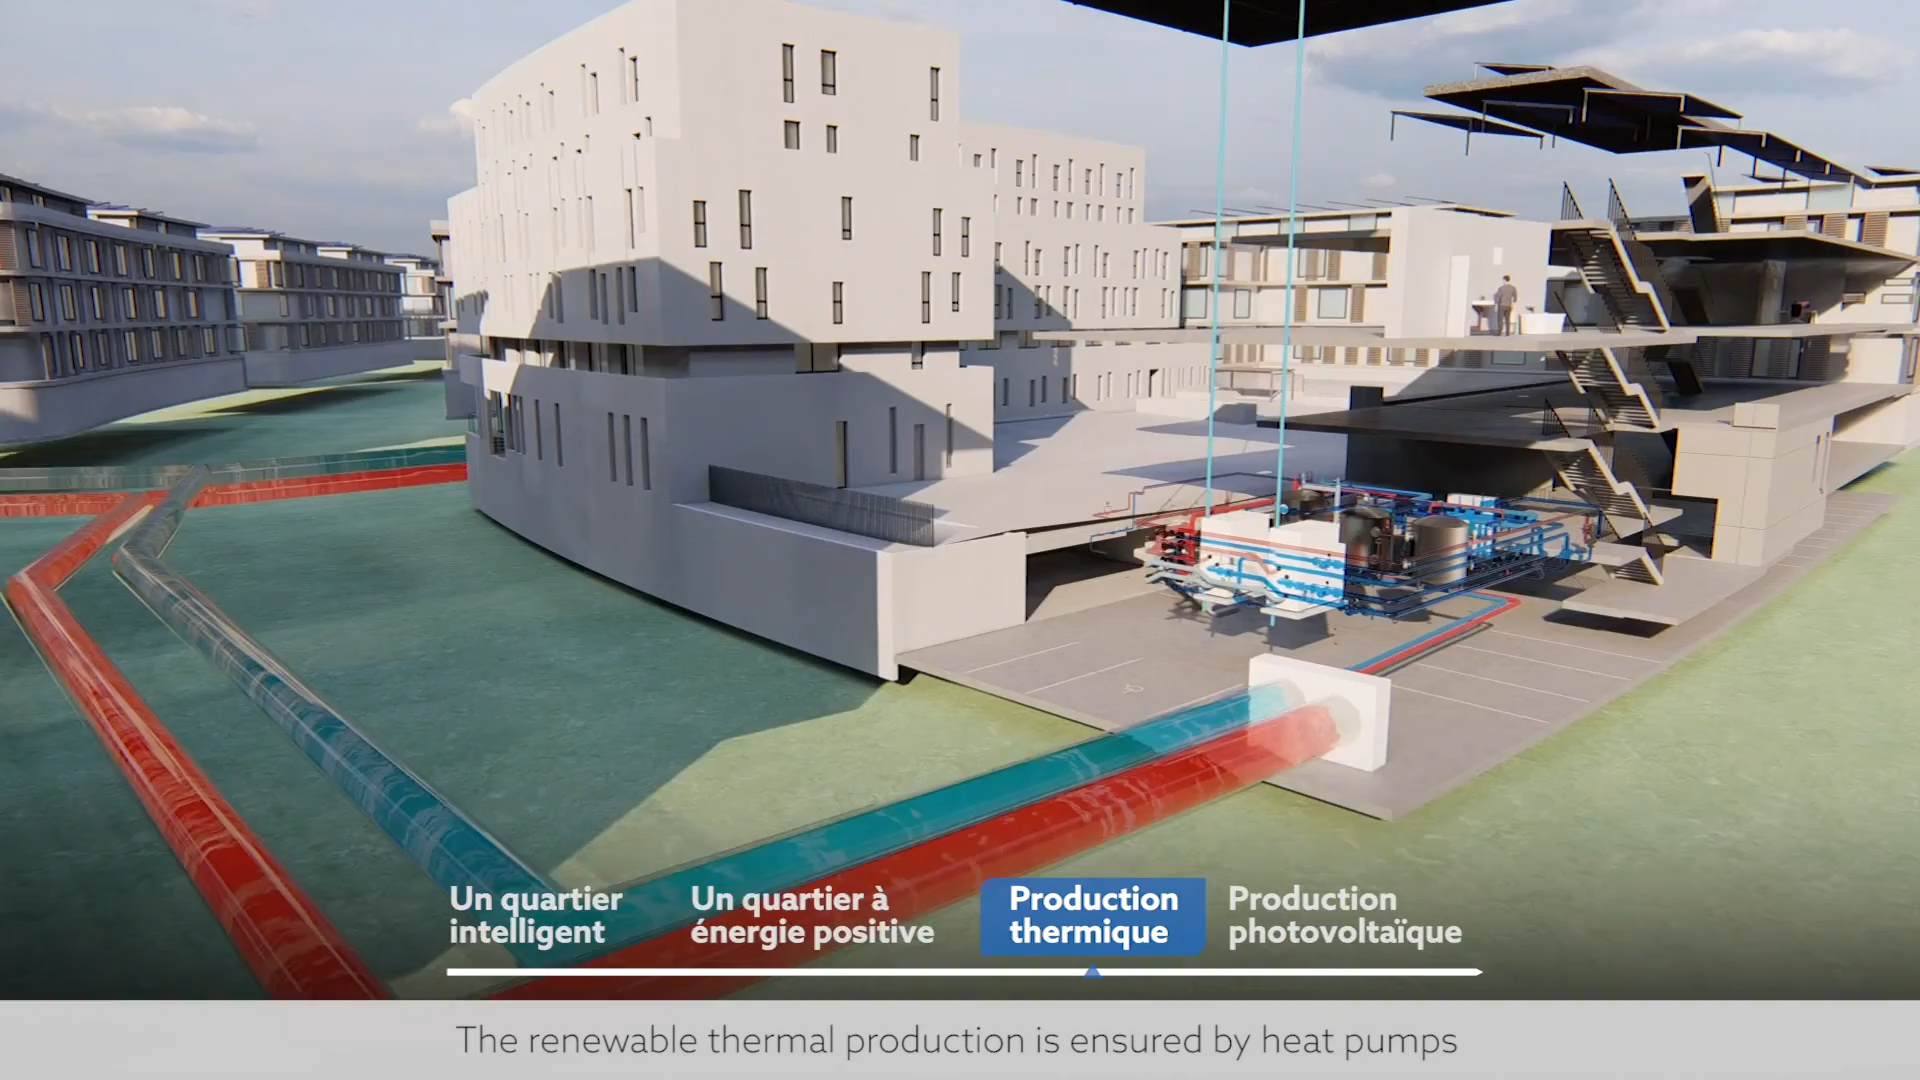 Un quartier
intelligent
Un quartier à
énergie positive
Production
thermique
Production
photovoltaïque
The renewable thermal production is ensured by heat pumps